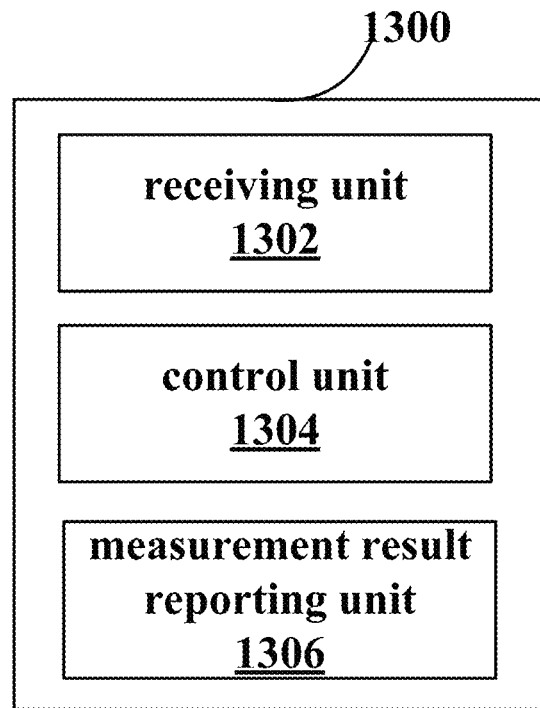 1300
receiving unit
1302
control unit
1304
measurement result
reporting unit
1306